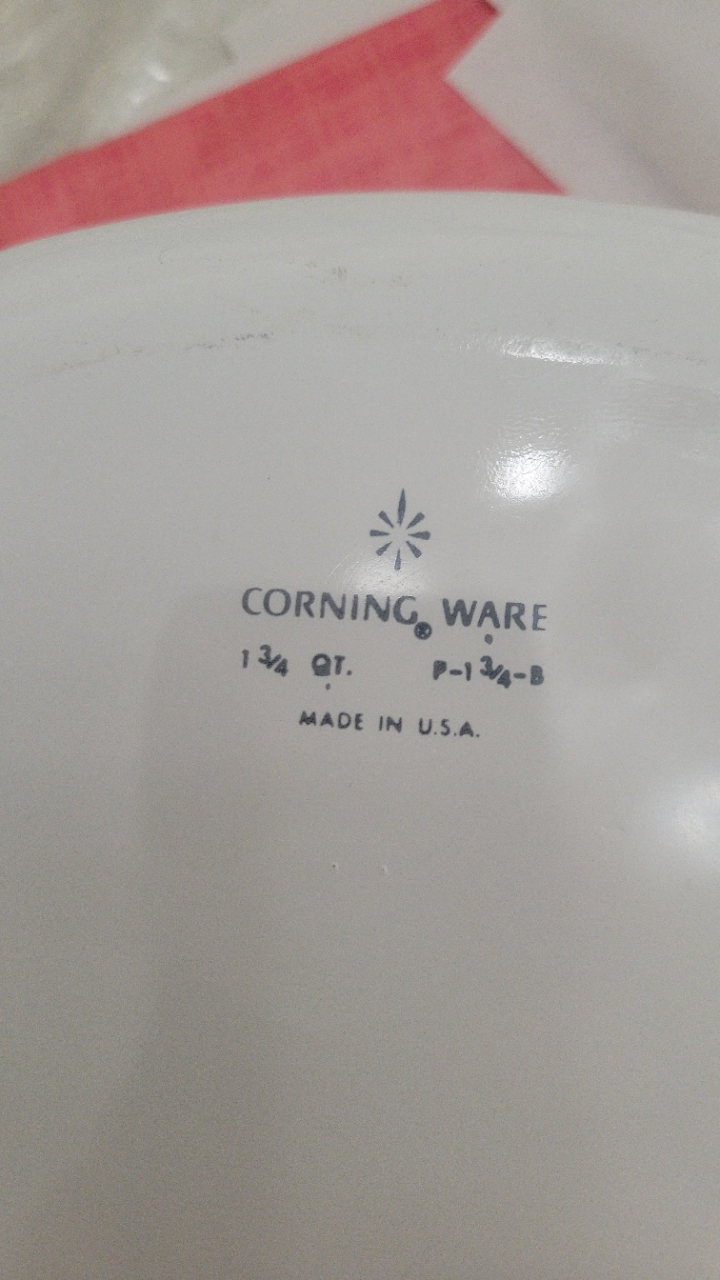 CORNING® WARE
1 3/4 QT. P-1 3/4-B
MADE IN U.S.A.